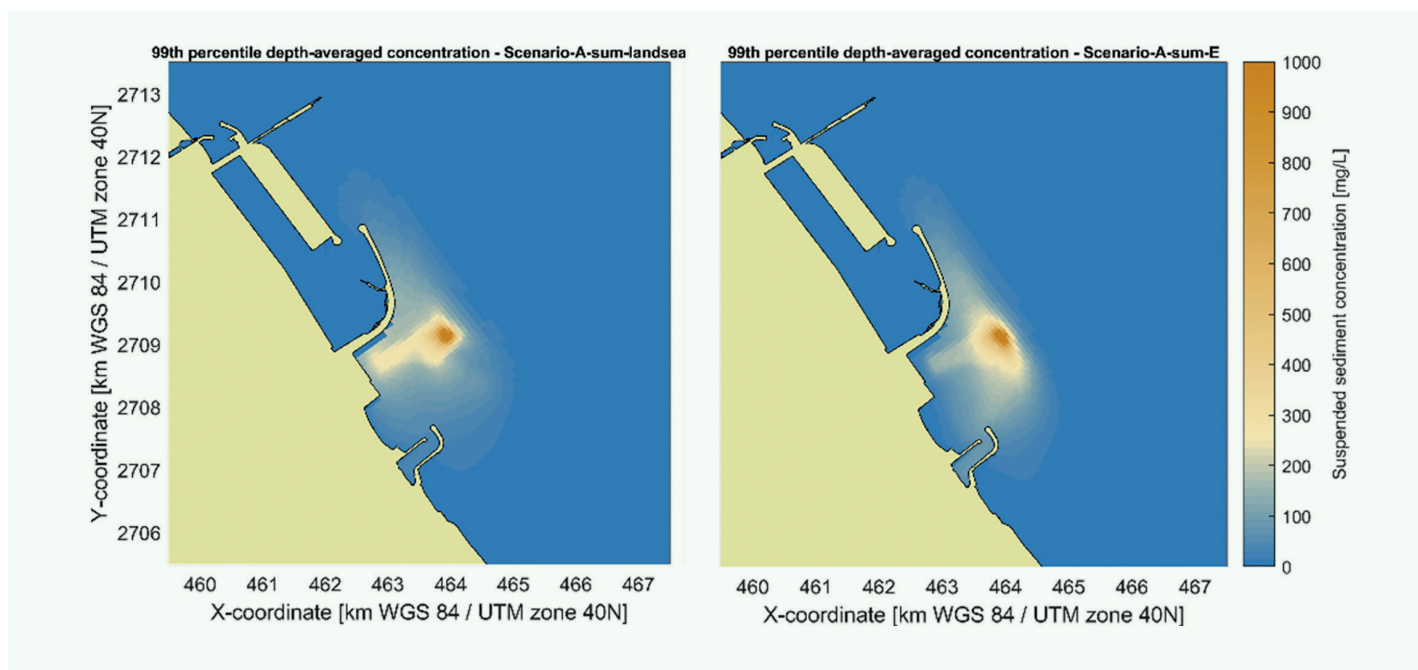 99th percentile depth-averaged concentration - Scenario-A-sum-landsea
2713
2712
2711
2710
2709
2708
2707
2706
Y-coordinate [km WGS 84 / UTM zone 40N]
460 461 462 463 464 465 466 467
X-coordinate [km WGS 84 / UTM zone 40N]
99th percentile depth-averaged concentration - Scenario-A-sum-E
460 461 462 463 464 465 466 467
X-coordinate [km WGS 84 / UTM zone 40N]
1000
900
800
700
600
500
400
300
200
100
0
Suspended sediment concentration [mg/L]